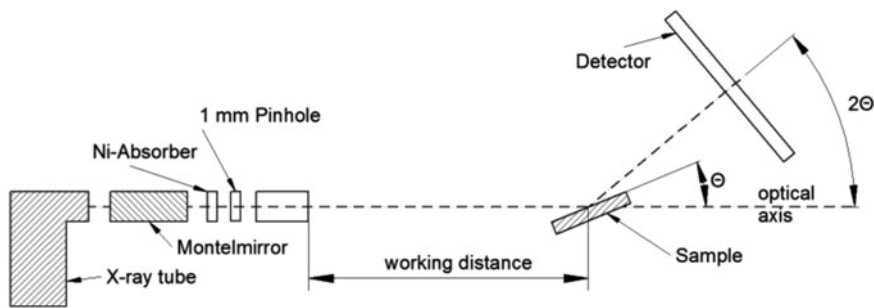 Detector
2Θ
1 mm Pinhole
Ni-Absorber
Θ
optical
axis
Montelmirror
Sample
working distance
X-ray tube